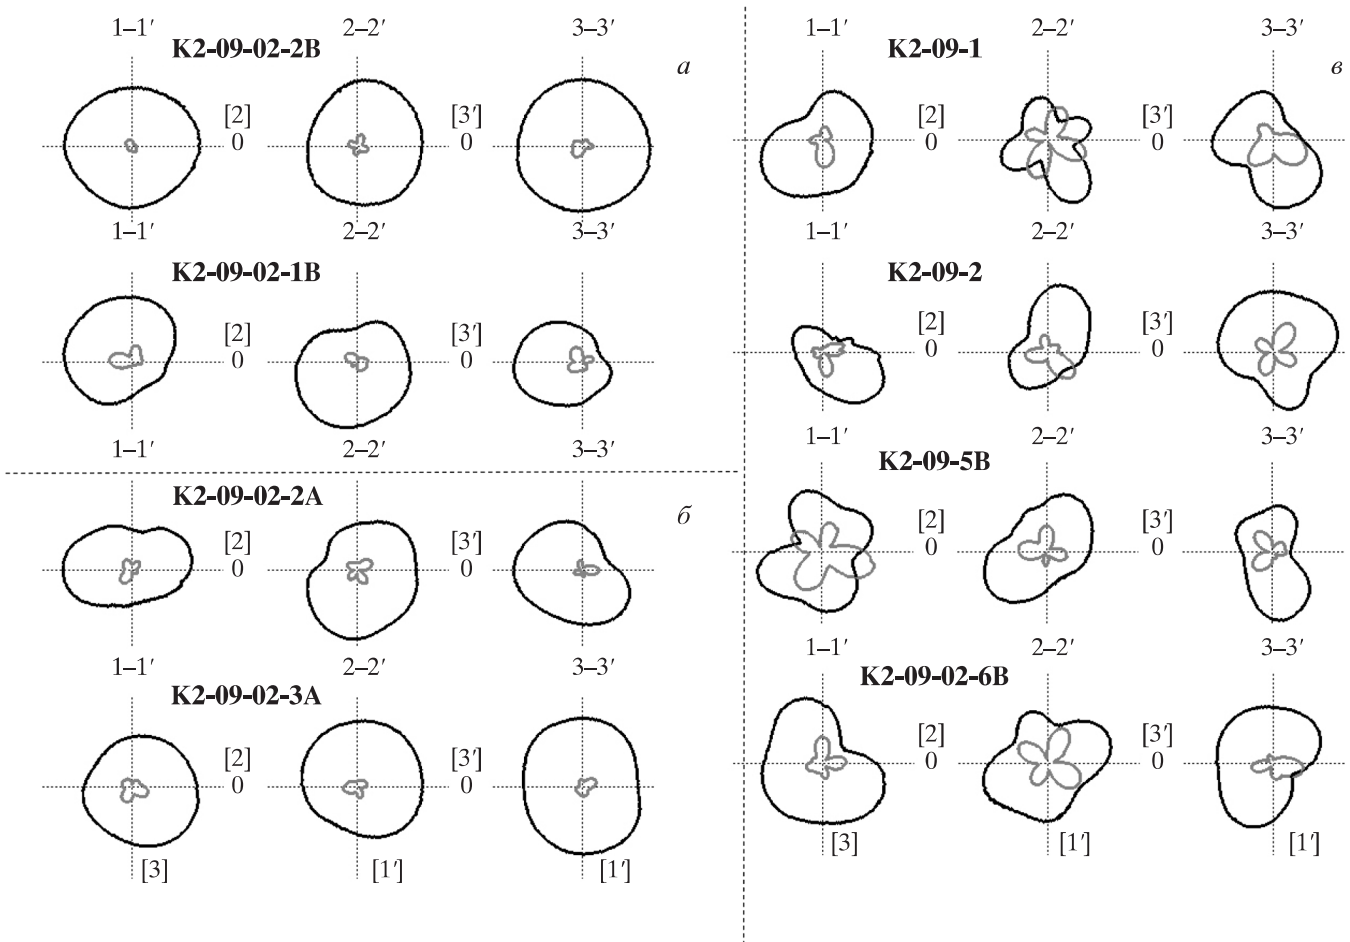 1–1′ 2–2′ 3–3′
K2-09-02-2B
а
[2] [3′]
0 0
1–1′ 2–2′ 3–3′
K2-09-02-1B
[2] [3′]
0 0
1–1′ 2–2′ 3–3′
K2-09-02-2A
б
[2] [3′]
0 0
1–1′ 2–2′ 3–3′
K2-09-02-3A
[2] [3′]
0 0
[3] [1′] [1′]
1–1′ 2–2′ 3–3′
K2-09-1
в
[2] [3′]
0 0
1–1′ 2–2′ 3–3′
K2-09-2
[2] [3′]
0 0
1–1′ 2–2′ 3–3′
K2-09-5B
[2] [3′]
0 0
1–1′ 2–2′ 3–3′
K2-09-02-6B
[2] [3′]
0 0
[3] [1′] [1′]